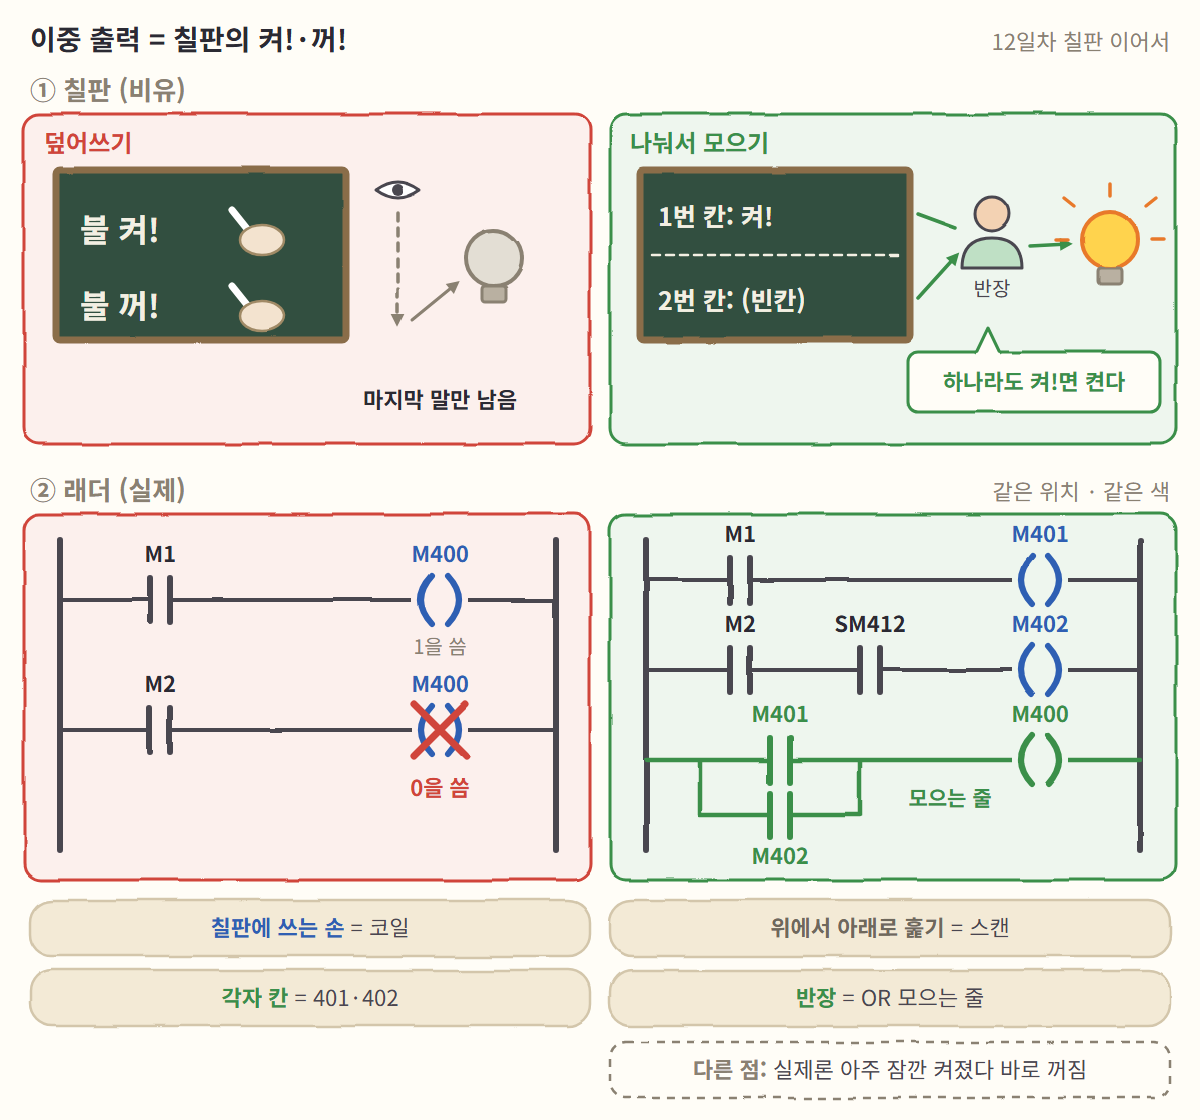 이중 출력 = 칠판의 켜!·꺼!
12일차 칠판 이어서
① 칠판 (비유)
덮어쓰기
불 켜!
불 꺼!
마지막 말만 남음
나눠서 모으기
1번 칸: 켜!
2번 칸: (빈칸)
반장
하나라도 켜!면 켠다
② 래더 (실제)
같은 위치 · 같은 색
M1
M400
1을 씀
M2
M400
0을 씀
M1
M401
M2
SM412
M402
M401
M400
모으는 줄
M402
칠판에 쓰는 손 = 코일
위에서 아래로 훑기 = 스캔
각자 칸 = 401·402
반장 = OR 모으는 줄
다른 점: 실제론 아주 잠깐 켜졌다 바로 꺼짐